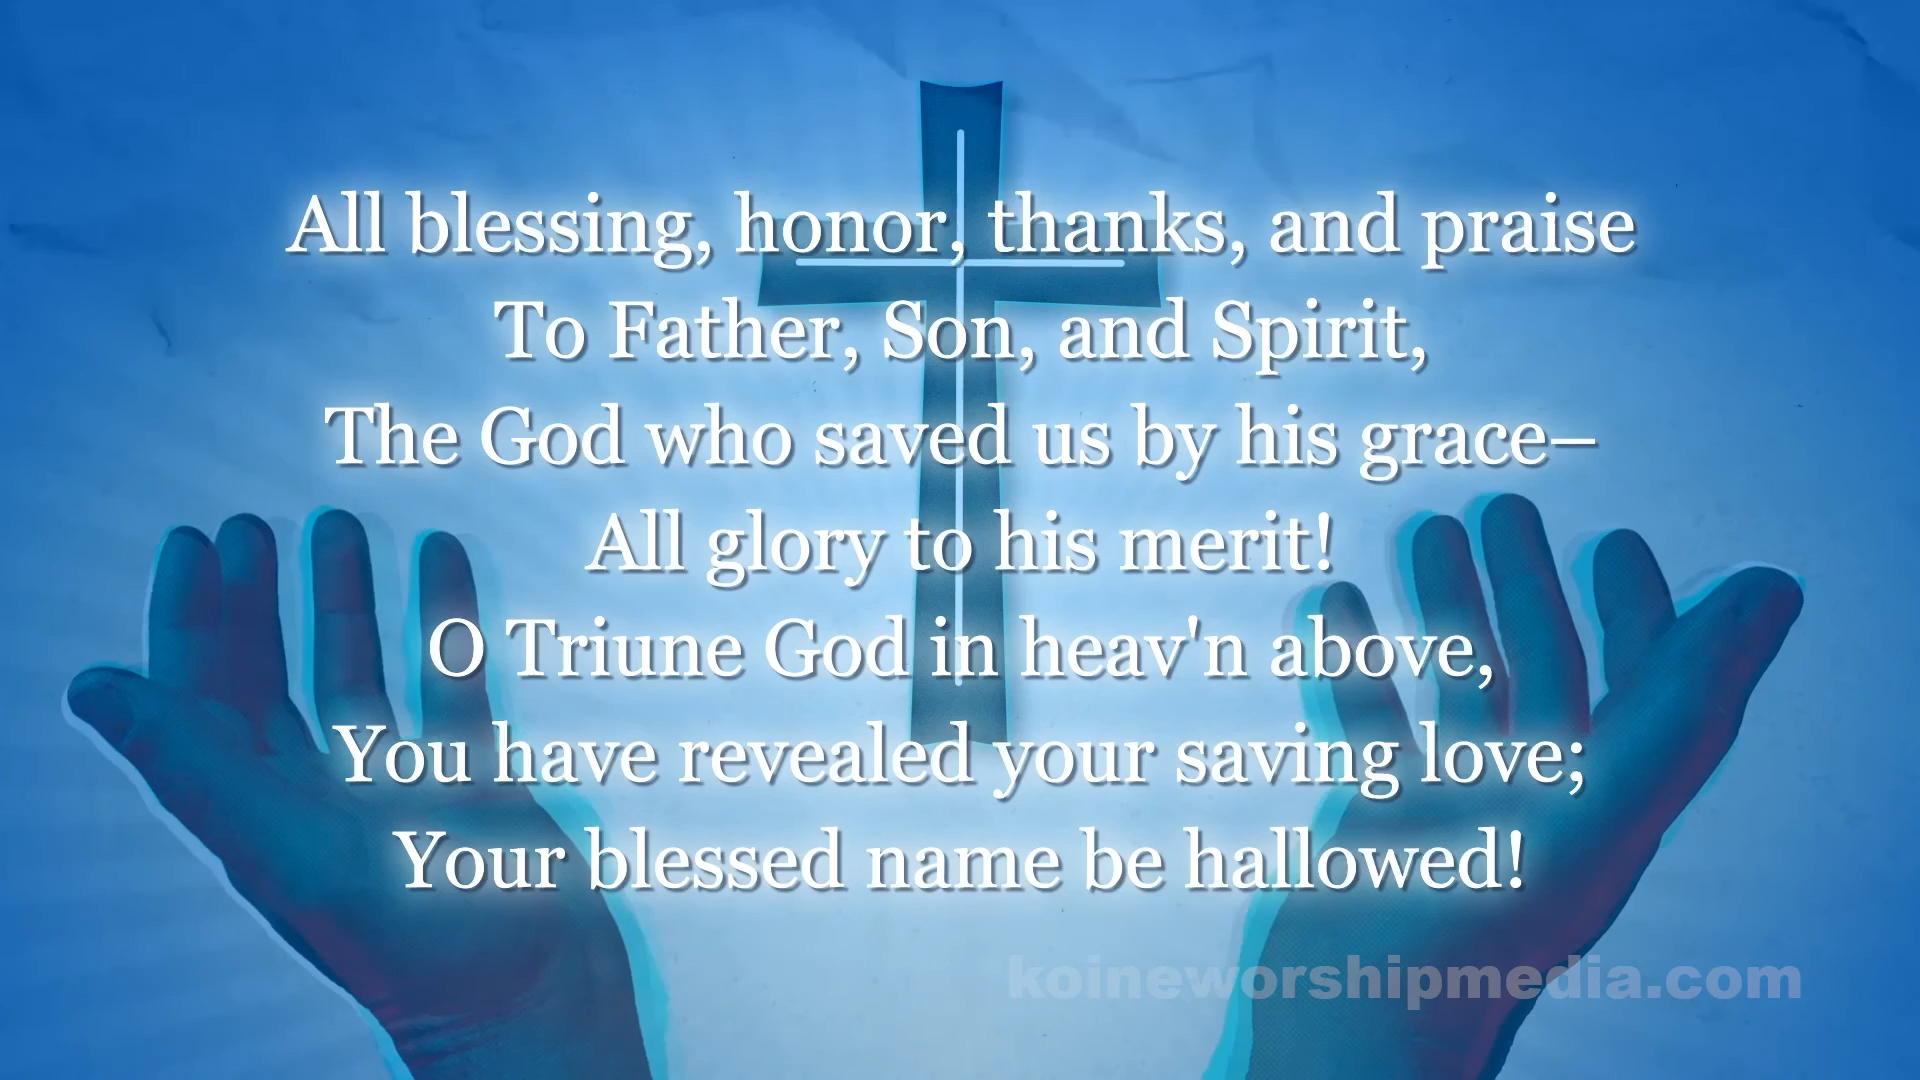 All blessing, honor, thanks, and praise
To Father, Son, and Spirit,
The God who saved us by his grace–
All glory to his merit!
O Triune God in heav'n above,
You have revealed your saving love;
Your blessed name be hallowed!
koineworshipmedia.com